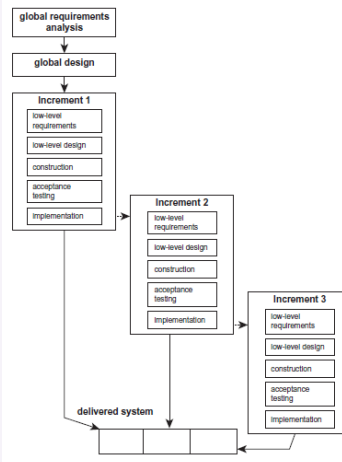 global requirements
analysis
global design
Increment 1
low-level
requirements
low-level design
construction
acceptance
testing
implementation
Increment 2
low-level
requirements
low-level design
construction
acceptance
testing
implementation
Increment 3
low-level
requirements
low-level design
construction
acceptance
testing
implementation
delivered system